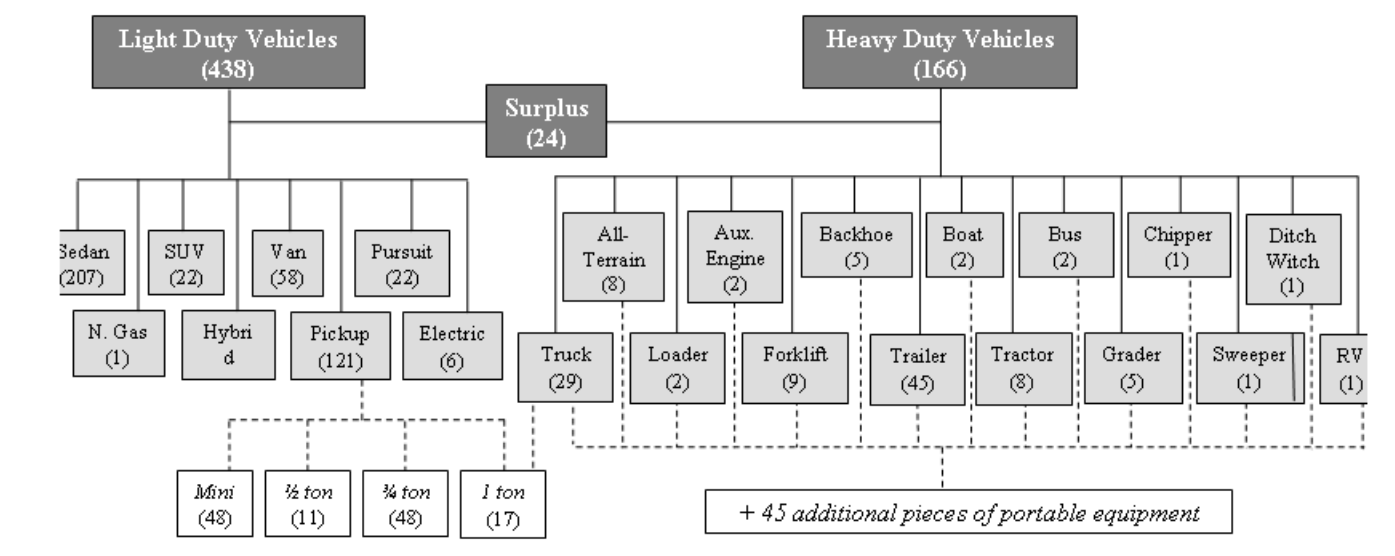 Light Duty Vehicles
(438)
Heavy Duty Vehicles
(166)
Surplus
(24)
Sedan
(207)
SUV
(22)
Van
(58)
Pursuit
(22)
N. Gas
(1)
Hybri
d
Pickup
(121)
Electric
(6)
All-
Terrain
(8)
Aux.
Engine
(2)
Backhoe
(5)
Boat
(2)
Bus
(2)
Chipper
(1)
Ditch
Witch
(1)
Truck
(29)
Loader
(2)
Forklift
(9)
Trailer
(45)
Tractor
(8)
Grader
(5)
Sweeper
(1)
RV
(1)
Mini
(48)
½ ton
(11)
¾ ton
(48)
1 ton
(17)
+ 45 additional pieces of portable equipment